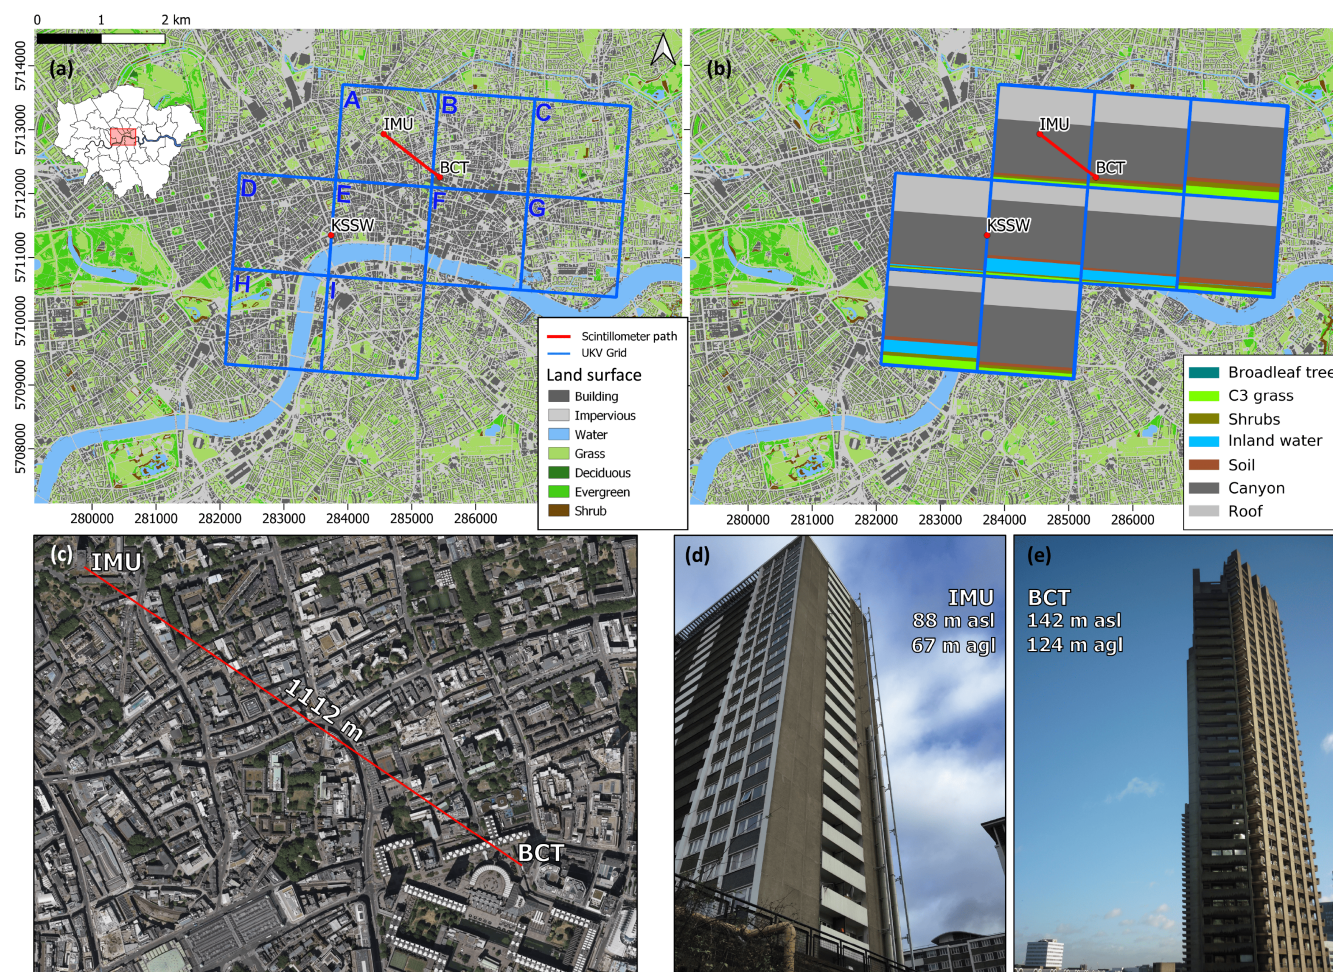 0 1 2 km
(a)
A
B
C
IMU
BCT
D
E
F
G
KSSW
H
I
5714000
5713000
5712000
5711000
5710000
5709000
5708000
280000 281000 282000 283000 284000 285000 286000
Scintillometer path
UKV Grid
Land surface
Building
Impervious
Water
Grass
Deciduous
Evergreen
Shrub
(b)
IMU
BCT
KSSW
280000 281000 282000 283000 284000 285000 286000
Broadleaf tree
C3 grass
Shrubs
Inland water
Soil
Canyon
Roof
(c)
IMU
1112 m
BCT
(d)
IMU
88 m asl
67 m agl
(e)
BCT
142 m asl
124 m agl